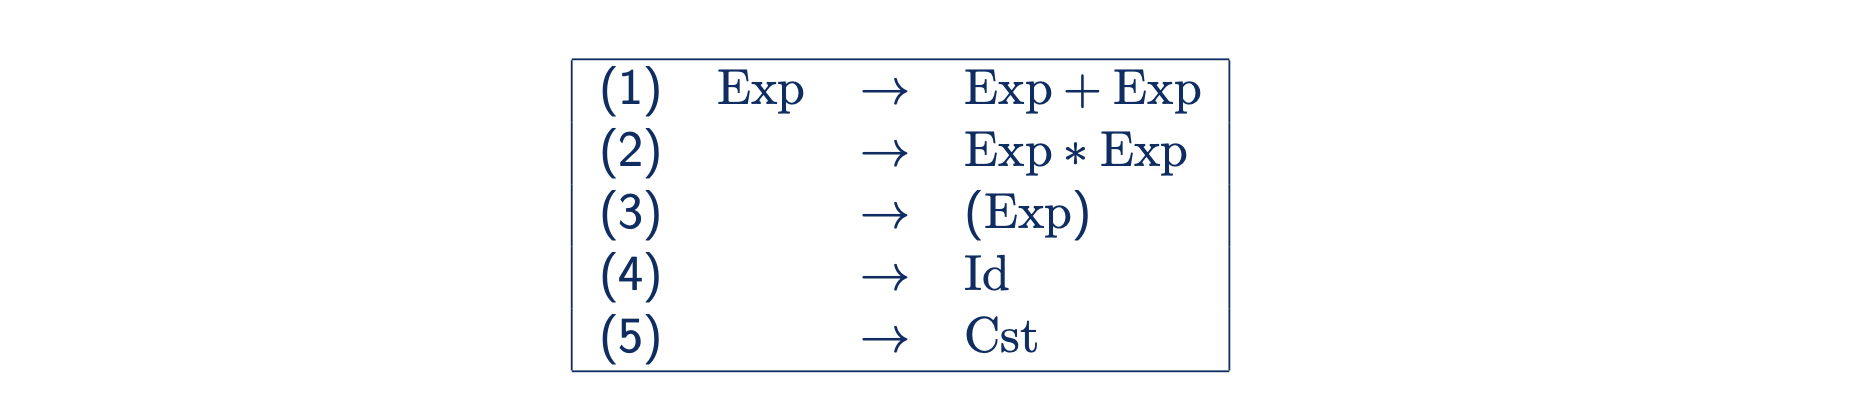 (1) Exp → Exp + Exp
(2) → Exp ∗ Exp
(3) → (Exp)
(4) → Id
(5) → Cst